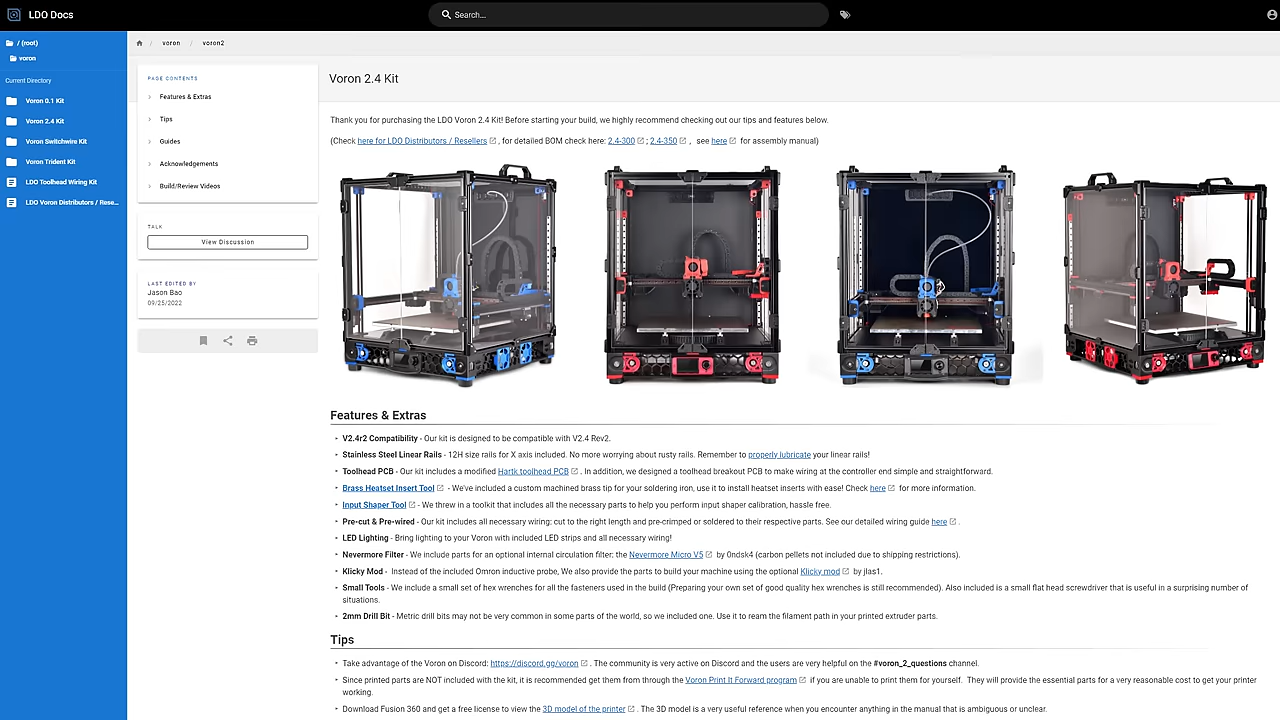 LDO Docs
Search...
/ (root)
voron
Current Directory
Voron 0.1 Kit
Voron 2.4 Kit
Voron Switchwire Kit
Voron Trident Kit
LDO Toolhead Wiring Kit
LDO Voron Distributors / Rese...
/ voron / voron2
PAGE CONTENTS
Features & Extras
Tips
Guides
Acknowledgements
Build/Review Videos
TALK
View Discussion
LAST EDITED BY
Jason Bao
09/25/2022
Voron 2.4 Kit
Thank you for purchasing the LDO Voron 2.4 Kit! Before starting your build, we highly recommend checking out our tips and features below.
(Check here for LDO Distributors / Resellers , for detailed BOM check here: 2.4-300 ; 2.4-350 , see here for assembly manual)
Features & Extras
V2.4r2 Compatibility - Our kit is designed to be compatible with V2.4 Rev2.
Stainless Steel Linear Rails - 12H size rails for X axis included. No more worrying about rusty rails. Remember to properly lubricate your linear rails!
Toolhead PCB - Our kit includes a modified Hartk toolhead PCB . In addition, we designed a toolhead breakout PCB to make wiring at the controller end simple and straightforward.
Brass Heatset Insert Tool - We've included a custom machined brass tip for your soldering iron, use it to install heatset inserts with ease! Check here for more information.
Input Shaper Tool - We threw in a toolkit that includes all the necessary parts to help you perform input shaper calibration, hassle free.
Pre-cut & Pre-wired - Our kit includes all necessary wiring: cut to the right length and pre-crimped or soldered to their respective parts. See our detailed wiring guide here .
LED Lighting - Bring lighting to your Voron with included LED strips and all necessary wiring!
Nevermore Filter - We include parts for an optional internal circulation filter: the Nevermore Micro V5 by 0ndsk4 (carbon pellets not included due to shipping restrictions).
Klicky Mod - Instead of the included Omron inductive probe, We also provide the parts to build your machine using the optional Klicky mod by jlas1.
Small Tools - We include a small set of hex wrenches for all the fasteners used in the build (Preparing your own set of good quality hex wrenches is still recommended). Also included is a small flat head screwdriver that is useful in a surprising number of
situations.
2mm Drill Bit - Metric drill bits may not be very common in some parts of the world, so we included one. Use it to ream the filament path in your printed extruder parts.
Tips
Take advantage of the Voron on Discord: https://discord.gg/voron . The community is very active on Discord and the users are very helpful on the #voron_2_questions channel.
Since printed parts are NOT included with the kit, it is recommended get them from through the Voron Print It Forward program if you are unable to print them for yourself. They will provide the essential parts for a very reasonable cost to get your printer
working.
Download Fusion 360 and get a free license to view the 3D model of the printer . The 3D model is a very useful reference when you encounter anything in the manual that is ambiguous or unclear.